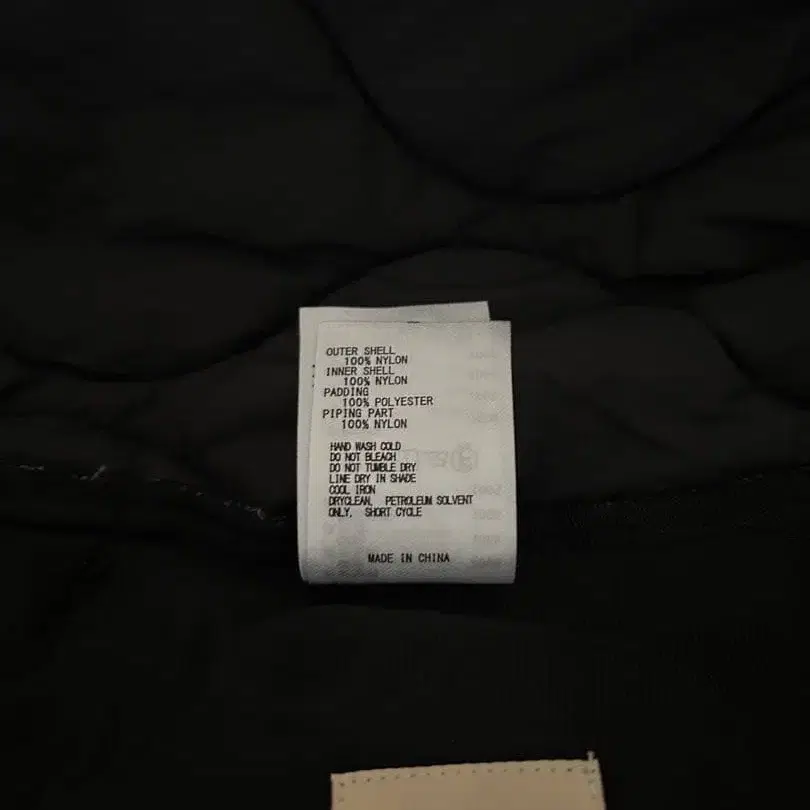 OUTER SHELL
100% NYLON
INNER SHELL
100% NYLON
PADDING
100% POLYESTER
PIPING PART
100% NYLON
HAND WASH COLD
DO NOT BLEACH
DO NOT TUMBLE DRY
LINE DRY IN SHADE
COOL IRON
DRYCLEAN, PETROLEUM SOLVENT
ONLY, SHORT CYCLE
MADE IN CHINA